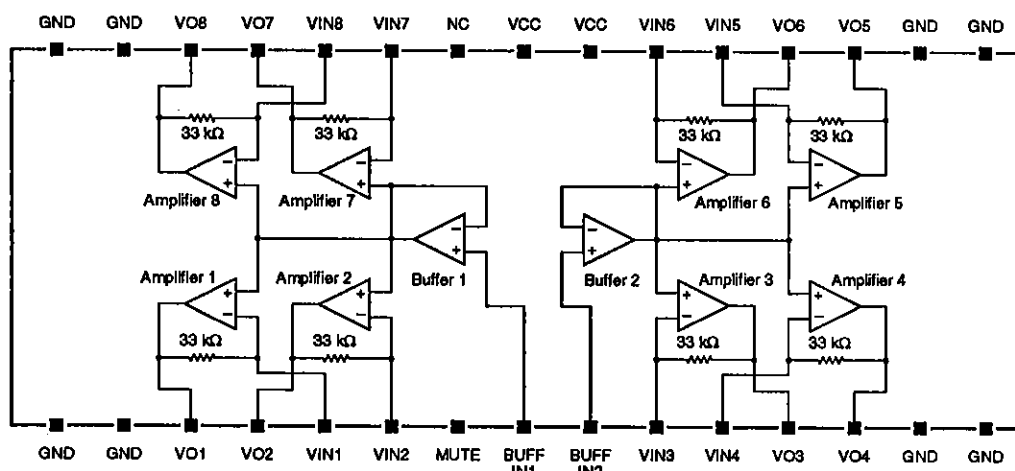 GND GND VO8 VO7 VIN8 VIN7 NC VCC VCC VIN6 VIN5 VO6 VO5 GND GND
33 kΩ 33 kΩ 33 kΩ 33 kΩ
− − − −
+ + + +
Amplifier 8 Amplifier 7 Amplifier 6 Amplifier 5
− −
+ +
Amplifier 1 Amplifier 2 Buffer 1 Buffer 2 Amplifier 3 Amplifier 4
+ + + +
− − − −
33 kΩ 33 kΩ 33 kΩ 33 kΩ
GND GND VO1 VO2 VIN1 VIN2 MUTE BUFF BUFF VIN3 VIN4 VO3 VO4 GND GND
IN1 IN2